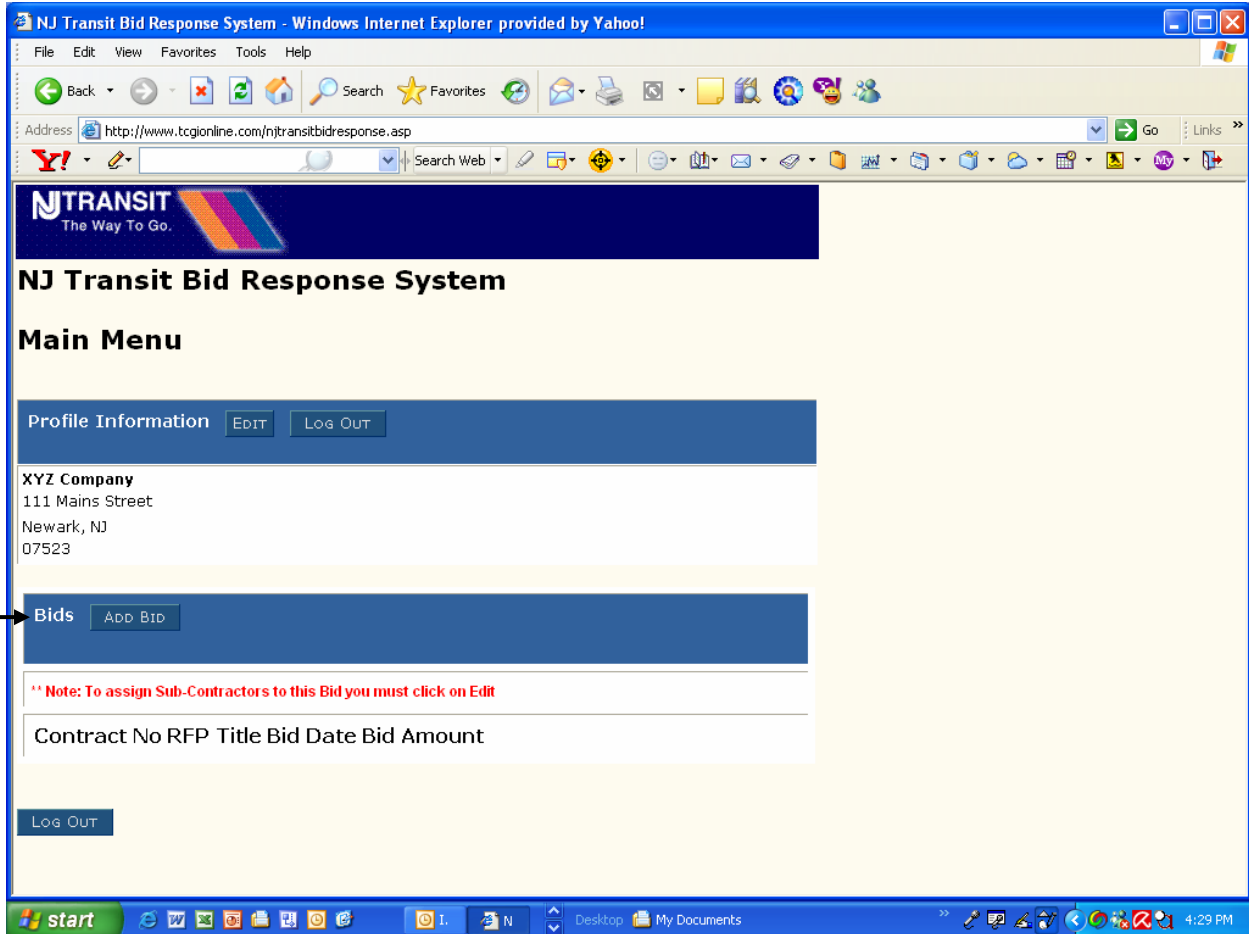 NJ Transit Bid Response System - Windows Internet Explorer provided by Yahoo!
File Edit View Favorites Tools Help
Back Search Favorites
Address http://www.tcgionline.com/njtransitbidresponse.asp Go Links »
Y! Search Web My
NJTRANSIT
The Way To Go.
NJ Transit Bid Response System
Main Menu
Profile Information EDIT LOG OUT
XYZ Company
111 Mains Street
Newark, NJ
07523
Bids ADD BID
** Note: To assign Sub-Contractors to this Bid you must click on Edit
Contract No RFP Title Bid Date Bid Amount
LOG OUT
start I. N Desktop My Documents » 4:29 PM